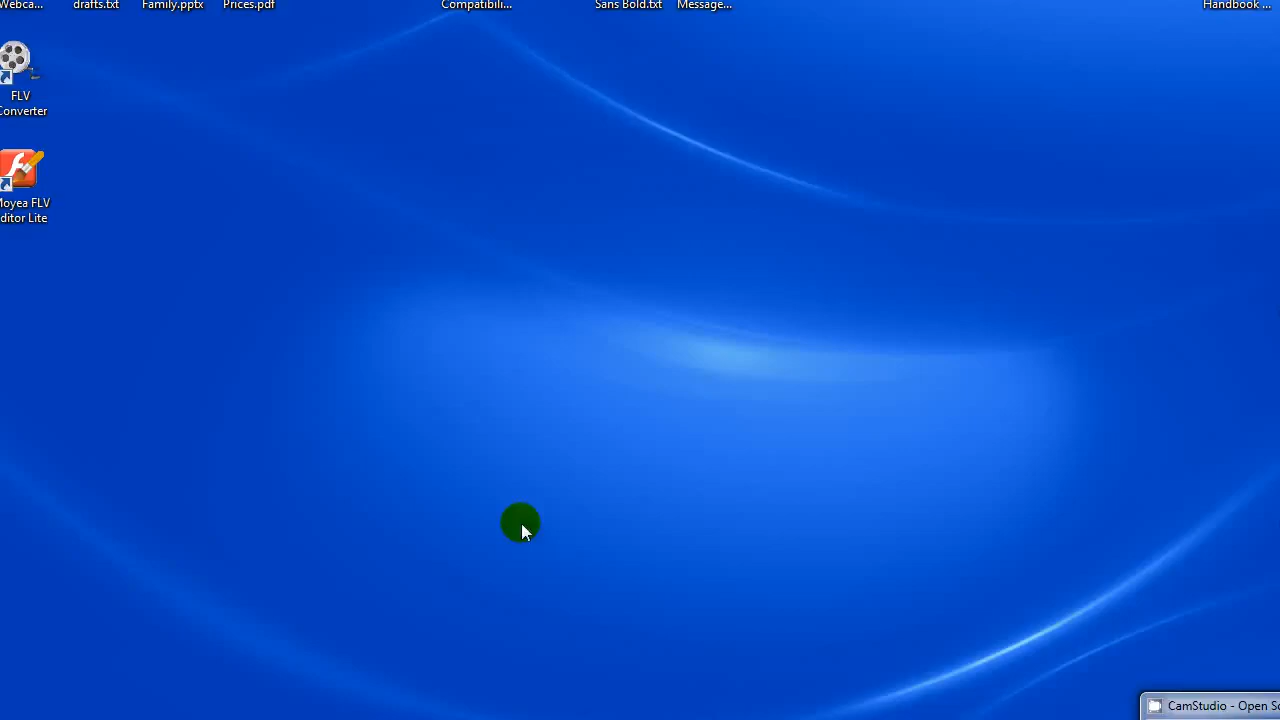 Webca... drafts.txt Family.pptx Prices.pdf Compatibili... Sans Bold.txt Message... Handbook ...
FLV
Converter
Moyea FLV
ditor Lite
CamStudio - Open S